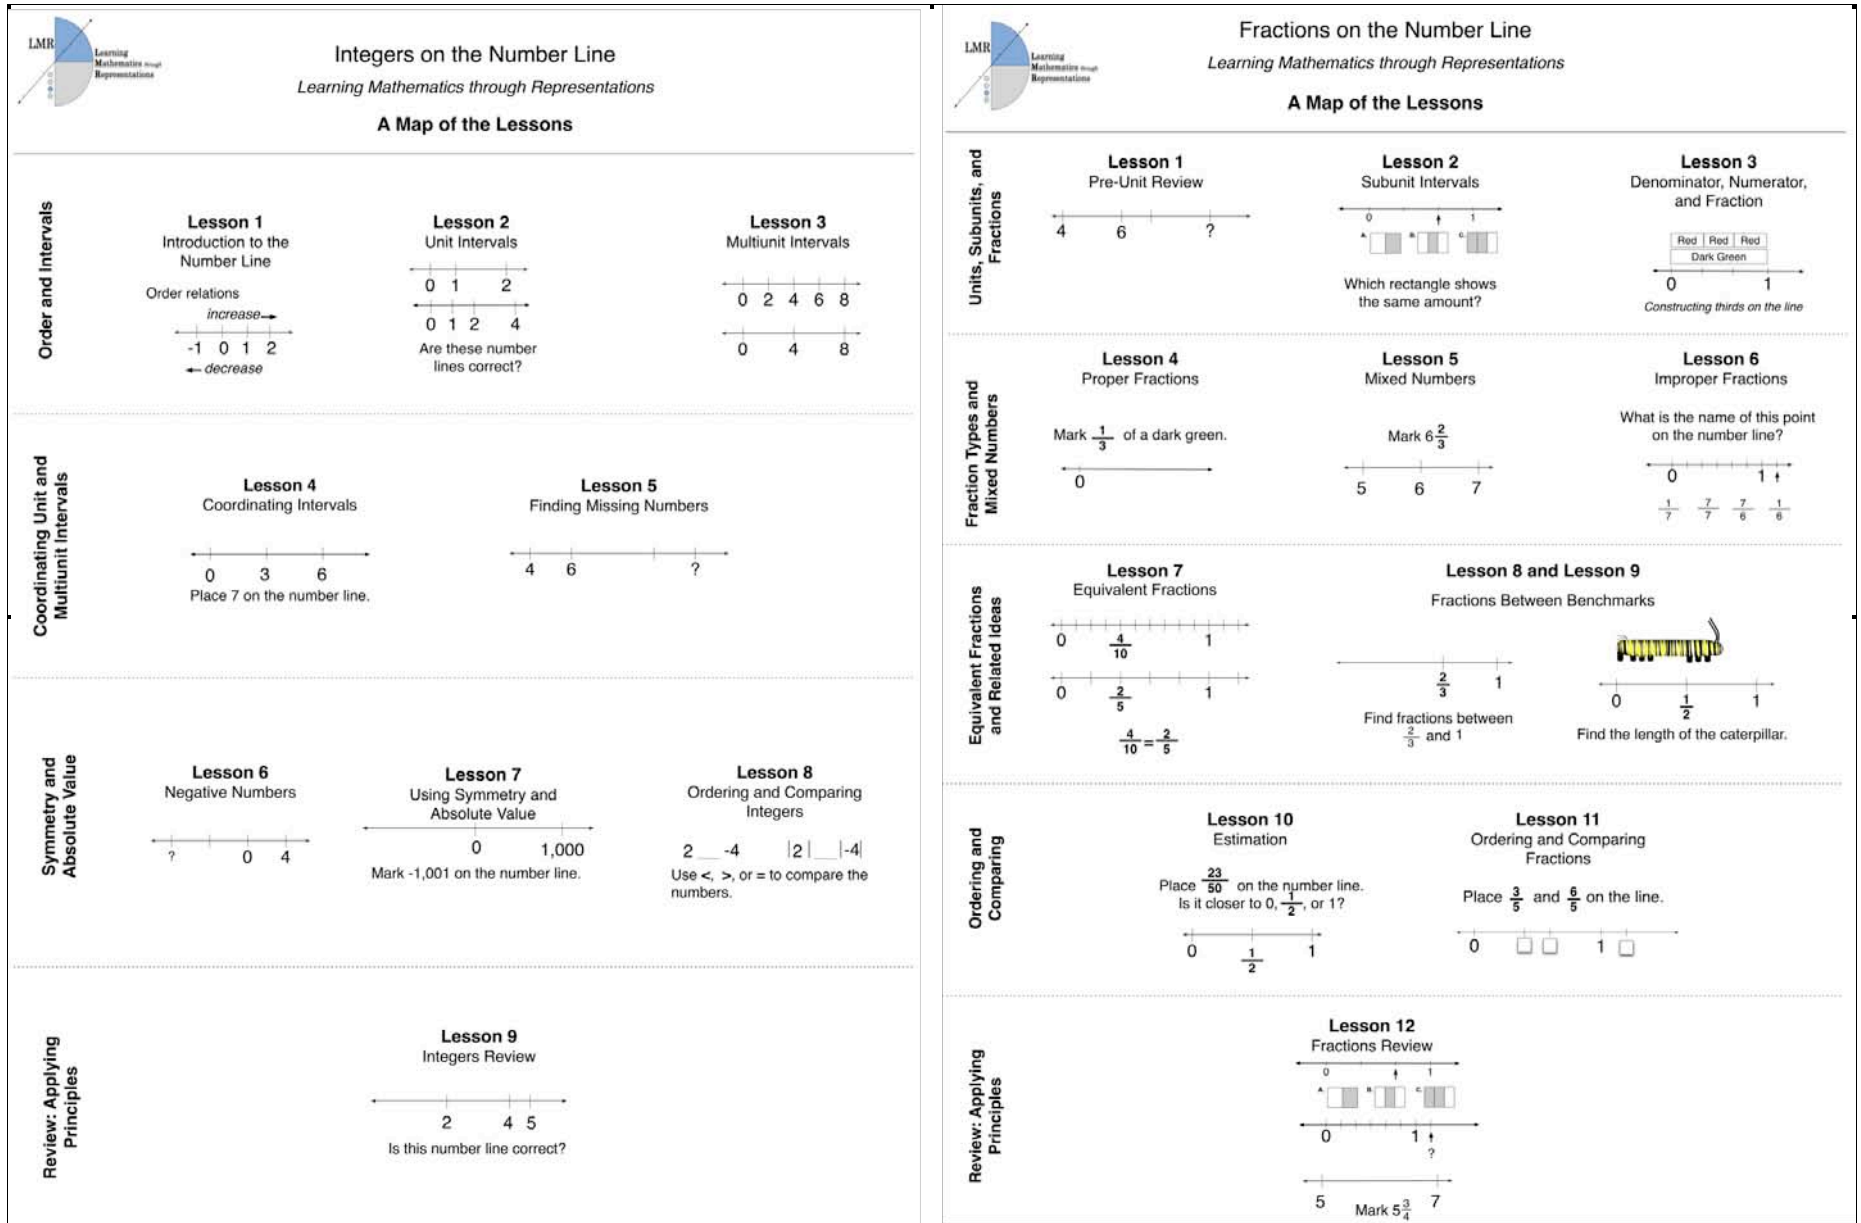 LMR
Learning
Mathematics through
Representations
Integers on the Number Line
Learning Mathematics through Representations
A Map of the Lessons
Order and Intervals
Lesson 1
Introduction to the
Number Line
Order relations
increase→
-1 0 1 2
← decrease
Lesson 2
Unit Intervals
0 1 2
0 1 2 4
Are these number
lines correct?
Lesson 3
Multiunit Intervals
0 2 4 6 8
0 4 8
Coordinating Unit and
Multiunit Intervals
Lesson 4
Coordinating Intervals
0 3 6
Place 7 on the number line.
Lesson 5
Finding Missing Numbers
4 6 ?
Symmetry and
Absolute Value
Lesson 6
Negative Numbers
? 0 4
Lesson 7
Using Symmetry and
Absolute Value
0 1,000
Mark -1,001 on the number line.
Lesson 8
Ordering and Comparing
Integers
2 __ -4 |2| __ |-4|
Use <, >, or = to compare the
numbers.
Review: Applying
Principles
Lesson 9
Integers Review
2 4 5
Is this number line correct?
LMR
Learning
Mathematics through
Representations
Fractions on the Number Line
Learning Mathematics through Representations
A Map of the Lessons
Units, Subunits, and
Fractions
Lesson 1
Pre-Unit Review
4 6 ?
Lesson 2
Subunit Intervals
0 1
A. B. C.
Which rectangle shows
the same amount?
Lesson 3
Denominator, Numerator,
and Fraction
Red Red Red
Dark Green
0 1
Constructing thirds on the line
Fraction Types and
Mixed Numbers
Lesson 4
Proper Fractions
Mark 1/3 of a dark green.
0
Lesson 5
Mixed Numbers
Mark 6 2/3
5 6 7
Lesson 6
Improper Fractions
What is the name of this point
on the number line?
0 1
1/7 7/7 7/6 1/6
Equivalent Fractions
and Related Ideas
Lesson 7
Equivalent Fractions
0 4/10 1
0 2/5 1
4/10 = 2/5
Lesson 8 and Lesson 9
Fractions Between Benchmarks
2/3 1
Find fractions between
2/3 and 1
0 1/2 1
Find the length of the caterpillar.
Ordering and
Comparing
Lesson 10
Estimation
Place 23/50 on the number line.
Is it closer to 0, 1/2, or 1?
0 1/2 1
Lesson 11
Ordering and Comparing
Fractions
Place 3/5 and 6/5 on the line.
0 1
Review: Applying
Principles
Lesson 12
Fractions Review
0 1
A. B. C.
0 1
?
5 7
Mark 5 3/4